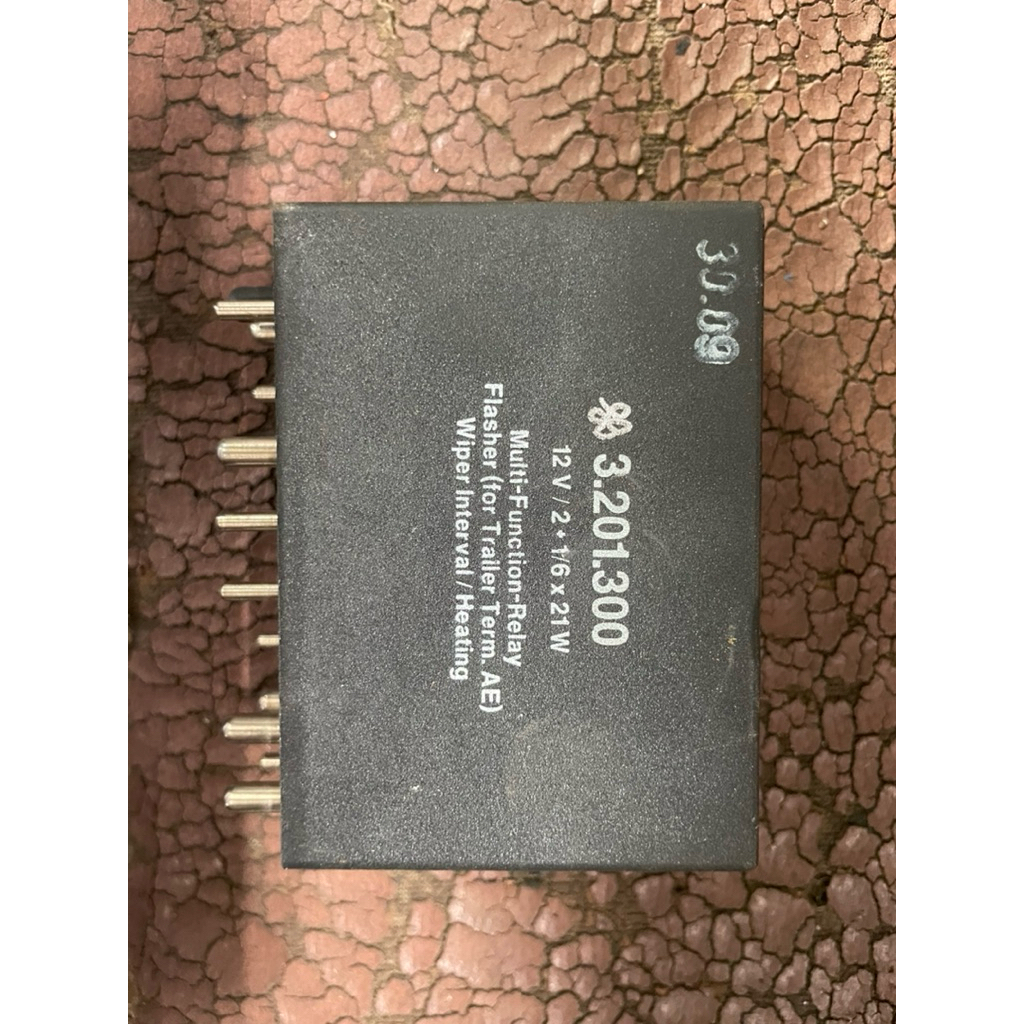 30.09
3.201.300
12 V / 2 + 1/6 x 21 W
Multi-Function-Relay
Flasher (for Trailer Term. AE)
Wiper Interval / Heating